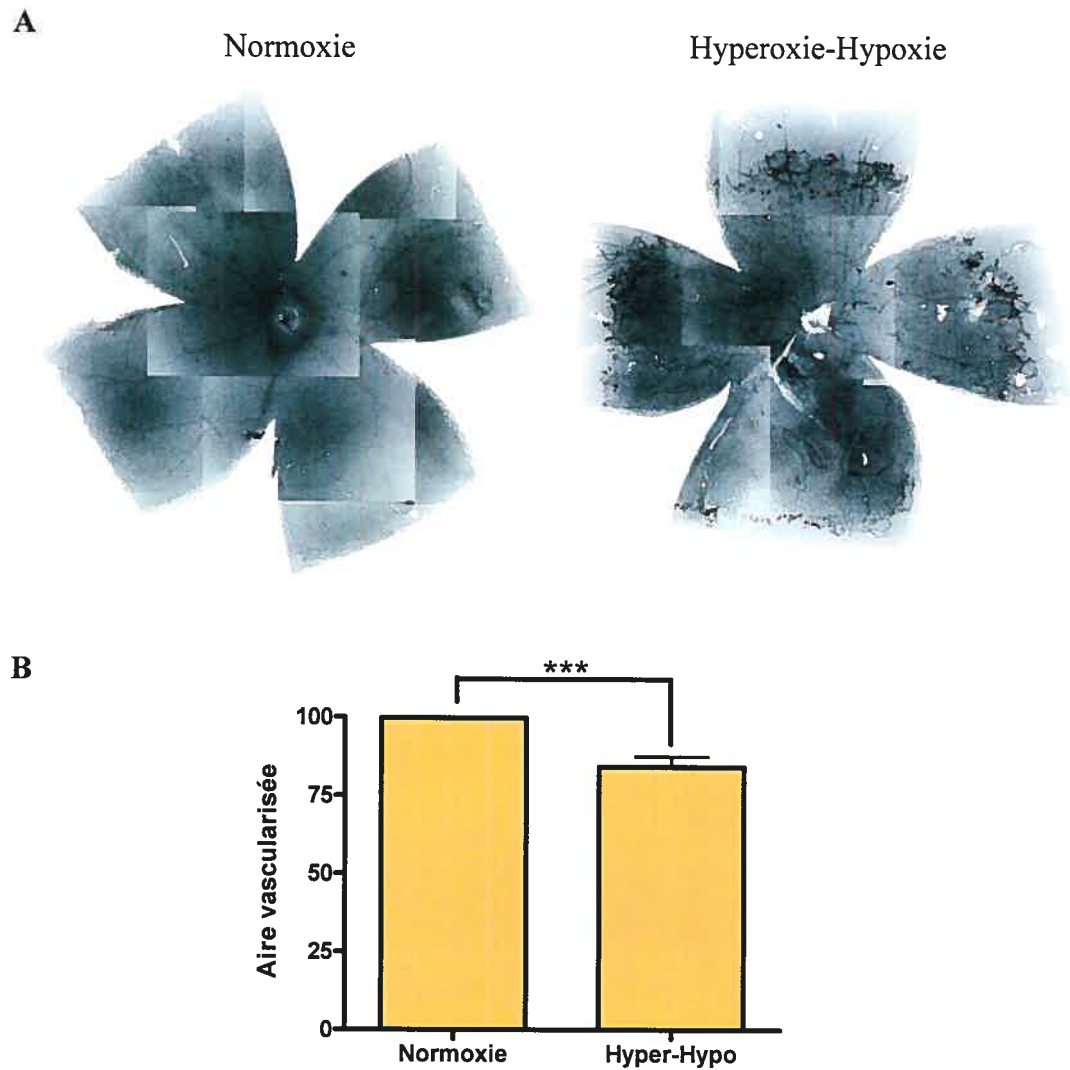 A
Normoxie
Hyperoxie-Hypoxie
B
***
Aire vascularisée
100
75
50
25
0
Normoxie
Hyper-Hypo